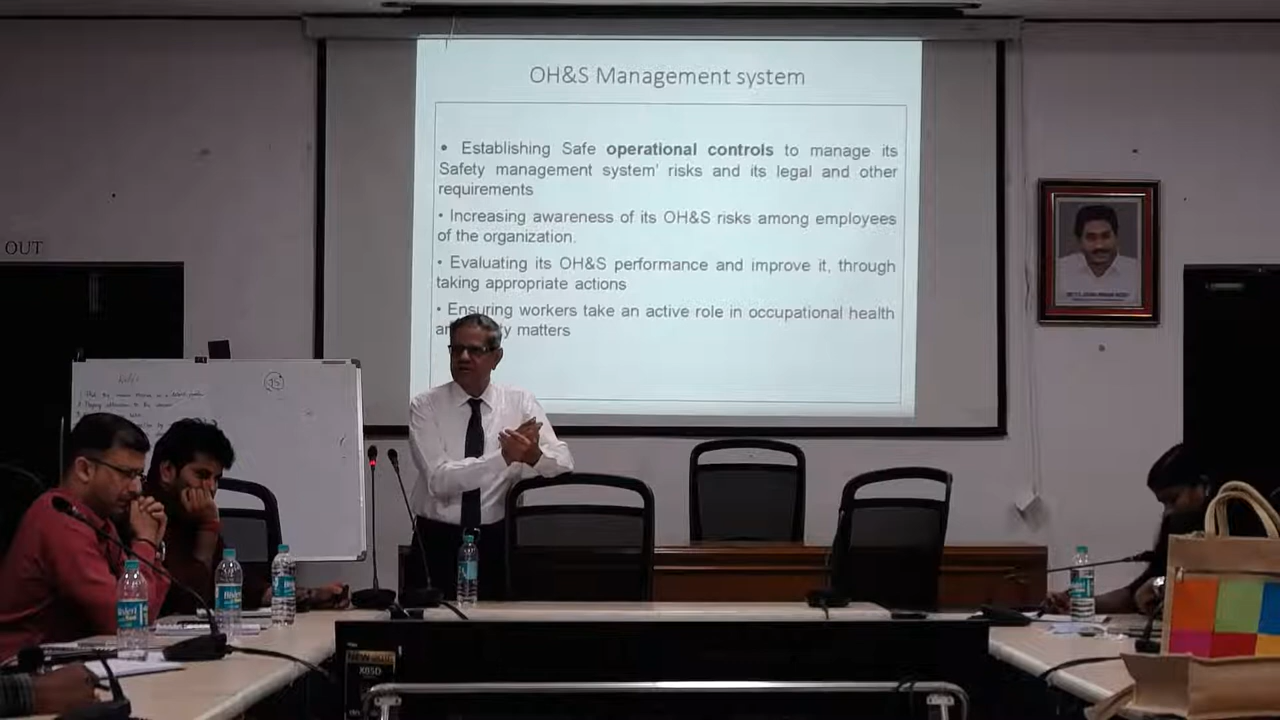 OH&S Management system
• Establishing Safe operational controls to manage its
Safety management system' risks and its legal and other
requirements
• Increasing awareness of its OH&S risks among employees
of the organization.
• Evaluating its OH&S performance and improve it, through
taking appropriate actions
• Ensuring workers take an active role in occupational health
matters
OUT